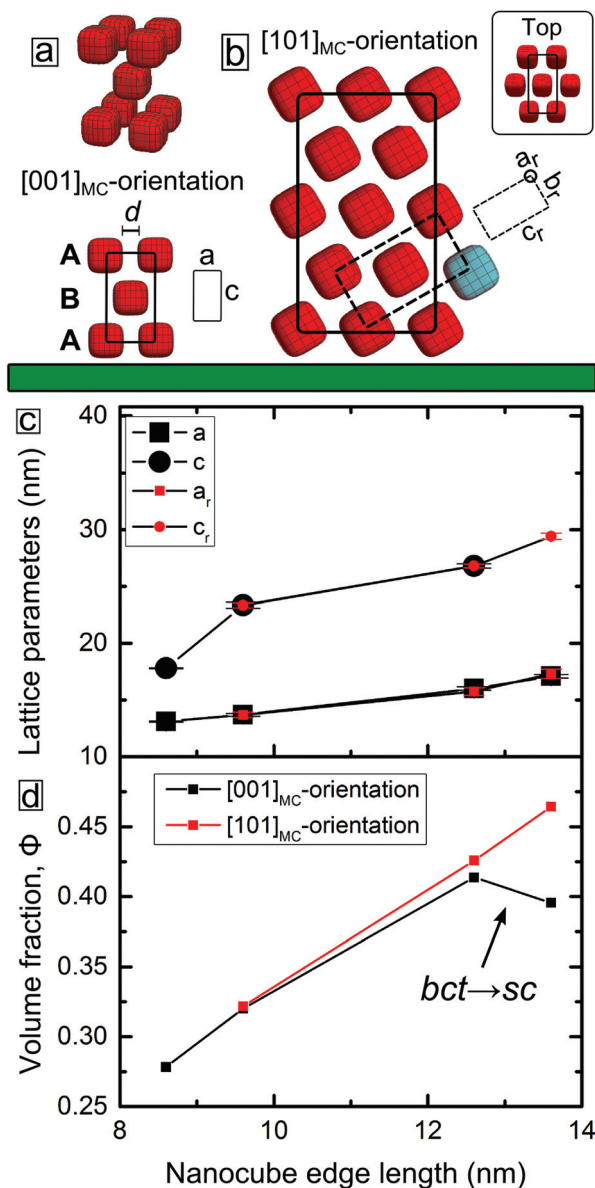 a
b
[101]MC-orientation
Top
[001]MC-orientation
d
A
B
A
a
c
ar
br
cr
c
Lattice parameters (nm)
40
30
20
10
a
c
ar
cr
d
Volume fraction, Φ
0.45
0.40
0.35
0.30
0.25
[001]MC-orientation
[101]MC-orientation
bct→sc
8 10 12 14
Nanocube edge length (nm)